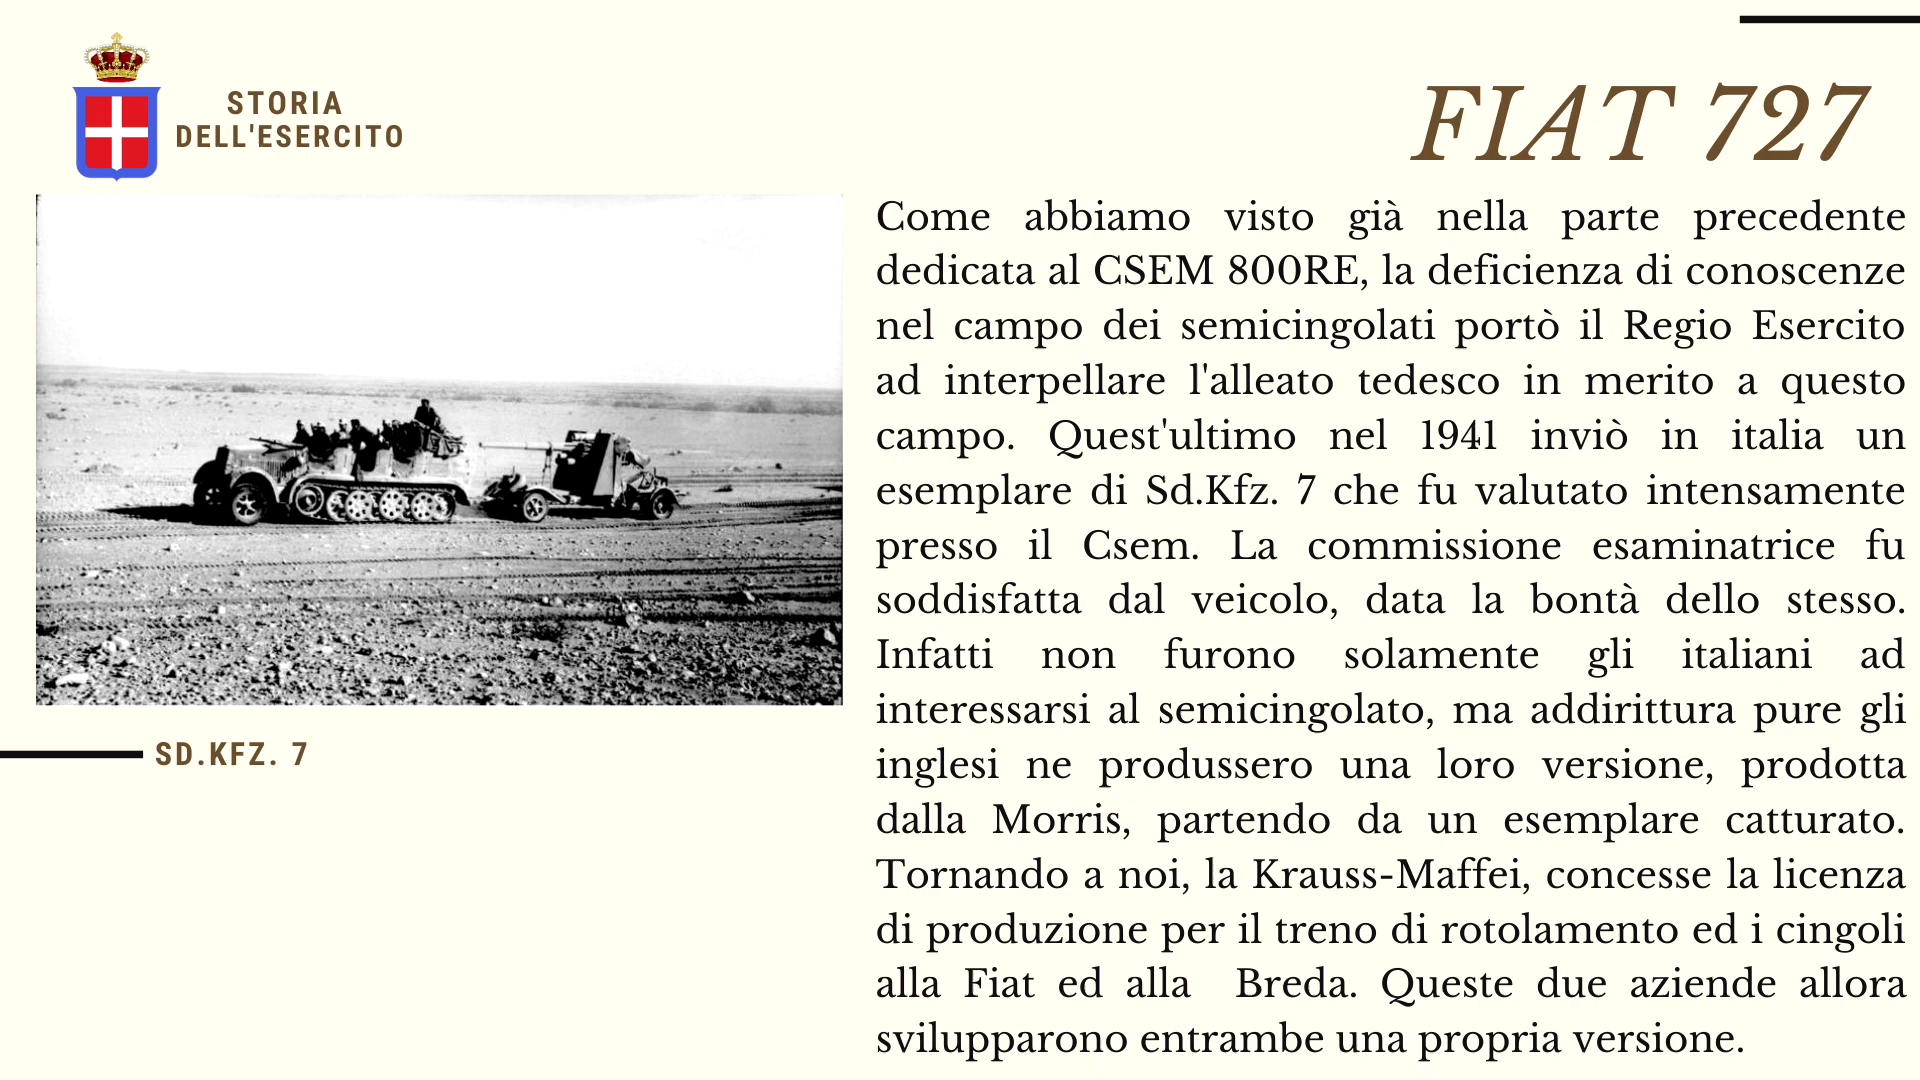 STORIA
DELL'ESERCITO
FIAT 727
Come abbiamo visto già nella parte precedente
dedicata al CSEM 800RE, la deficienza di conoscenze
nel campo dei semicingolati portò il Regio Esercito
ad interpellare l'alleato tedesco in merito a questo
campo. Quest'ultimo nel 1941 inviò in italia un
esemplare di Sd.Kfz. 7 che fu valutato intensamente
presso il Csem. La commissione esaminatrice fu
soddisfatta dal veicolo, data la bontà dello stesso.
Infatti non furono solamente gli italiani ad
interessarsi al semicingolato, ma addirittura pure gli
inglesi ne produssero una loro versione, prodotta
dalla Morris, partendo da un esemplare catturato.
Tornando a noi, la Krauss-Maffei, concesse la licenza
di produzione per il treno di rotolamento ed i cingoli
alla Fiat ed alla Breda. Queste due aziende allora
svilupparono entrambe una propria versione.
SD.KFZ. 7